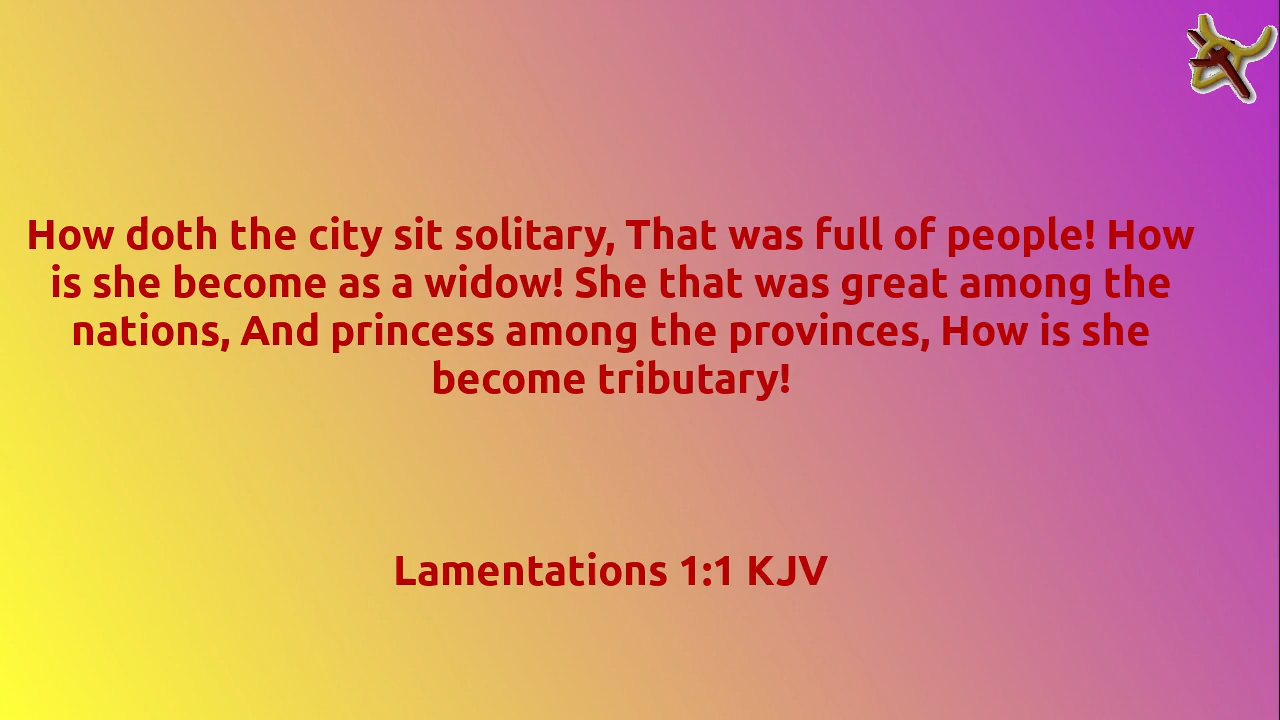 How doth the city sit solitary, That was full of people! How
is she become as a widow! She that was great among the
nations, And princess among the provinces, How is she
become tributary!
Lamentations 1:1 KJV